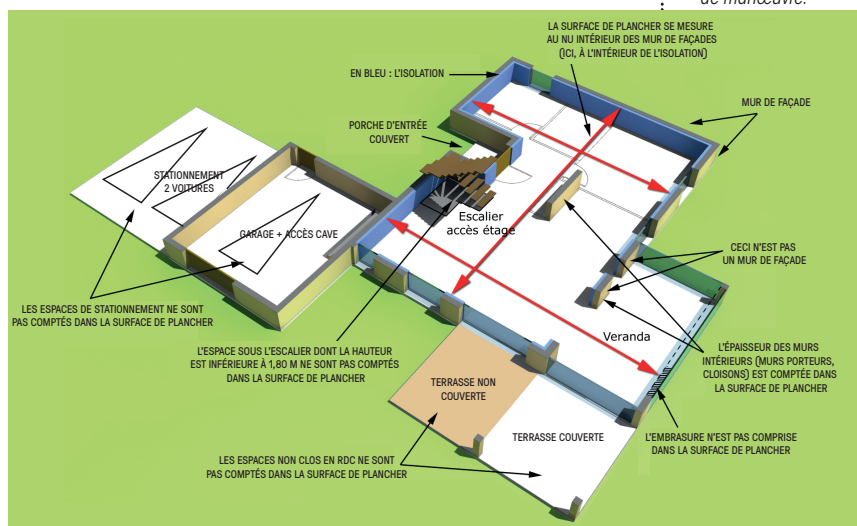 de manœuvre.
LA SURFACE DE PLANCHER SE MESURE
AU NU INTÉRIEUR DES MUR DE FAÇADES
(ICI, À L'INTÉRIEUR DE L'ISOLATION)
EN BLEU : L'ISOLATION
MUR DE FAÇADE
PORCHE D'ENTRÉE
COUVERT
STATIONNEMENT
2 VOITURES
GARAGE + ACCÈS CAVE
Escalier
accès étage
CECI N'EST PAS
UN MUR DE FAÇADE
LES ESPACES DE STATIONNEMENT NE SONT
PAS COMPTÉS DANS LA SURFACE DE PLANCHER
L'ESPACE SOUS L'ESCALIER DONT LA HAUTEUR
EST INFÉRIEURE À 1,80 M NE SONT PAS COMPTÉS
DANS LA SURFACE DE PLANCHER
Veranda
L'ÉPAISSEUR DES MURS
INTÉRIEURS (MURS PORTEURS,
CLOISONS) EST COMPTÉE DANS
LA SURFACE DE PLANCHER
TERRASSE NON
COUVERTE
TERRASSE COUVERTE
L'EMBRASURE N'EST PAS COMPRISE
DANS LA SURFACE DE PLANCHER
LES ESPACES NON CLOS EN RDC NE SONT
PAS COMPTÉS DANS LA SURFACE DE PLANCHER